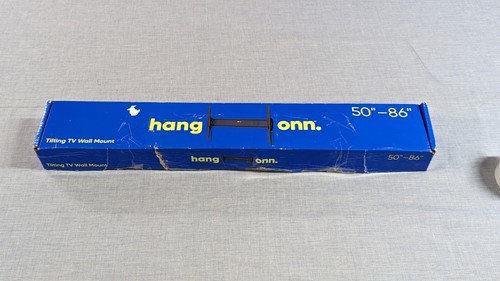 hang onn.
50"–86"
Tilting TV Wall Mount
hang onn.
50"–86"
Tilting TV Wall Mount